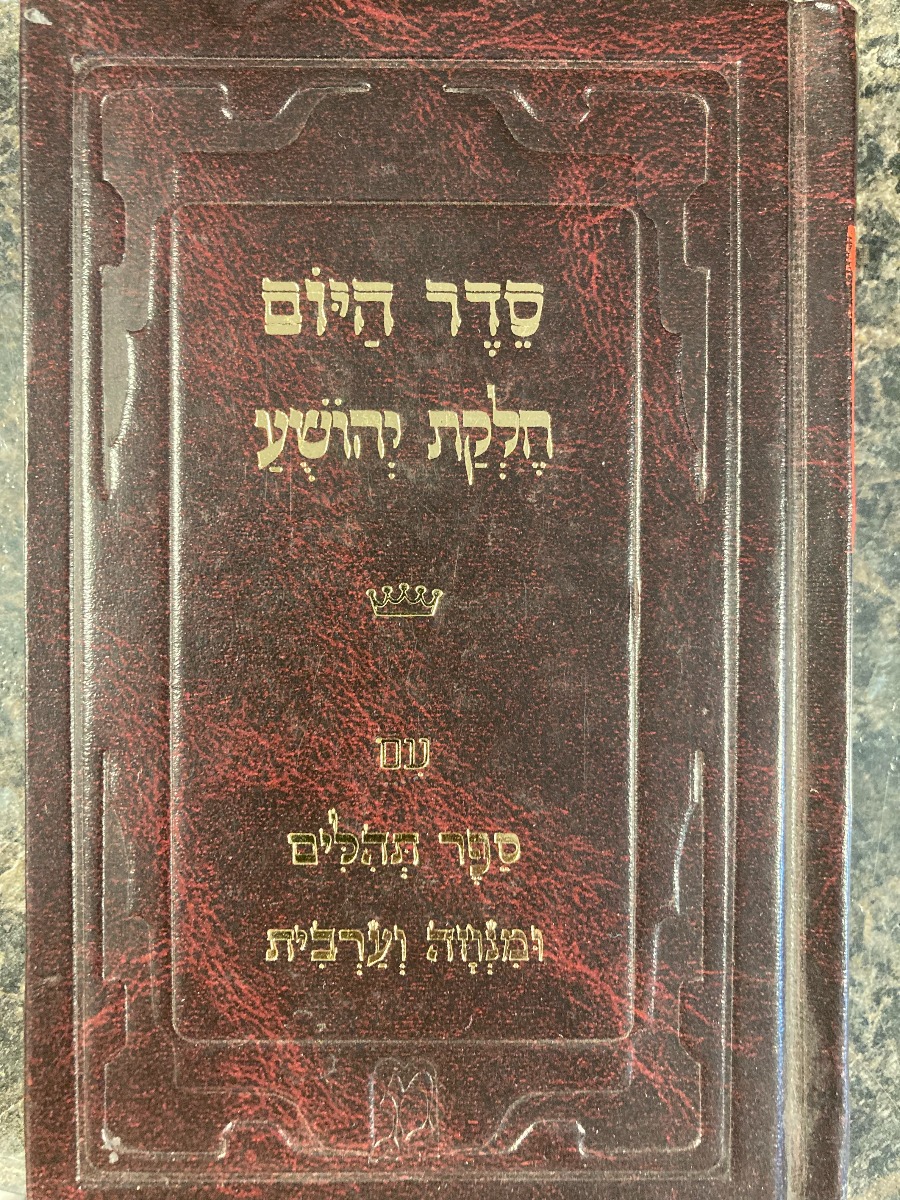 סֵדֶר הַיּוֹם
חֶלְקַת יְהוֹשֻׁעַ
עִם
סֵפֶר תְּהִלִּים
וּמִנְחָה וְעַרְבִית